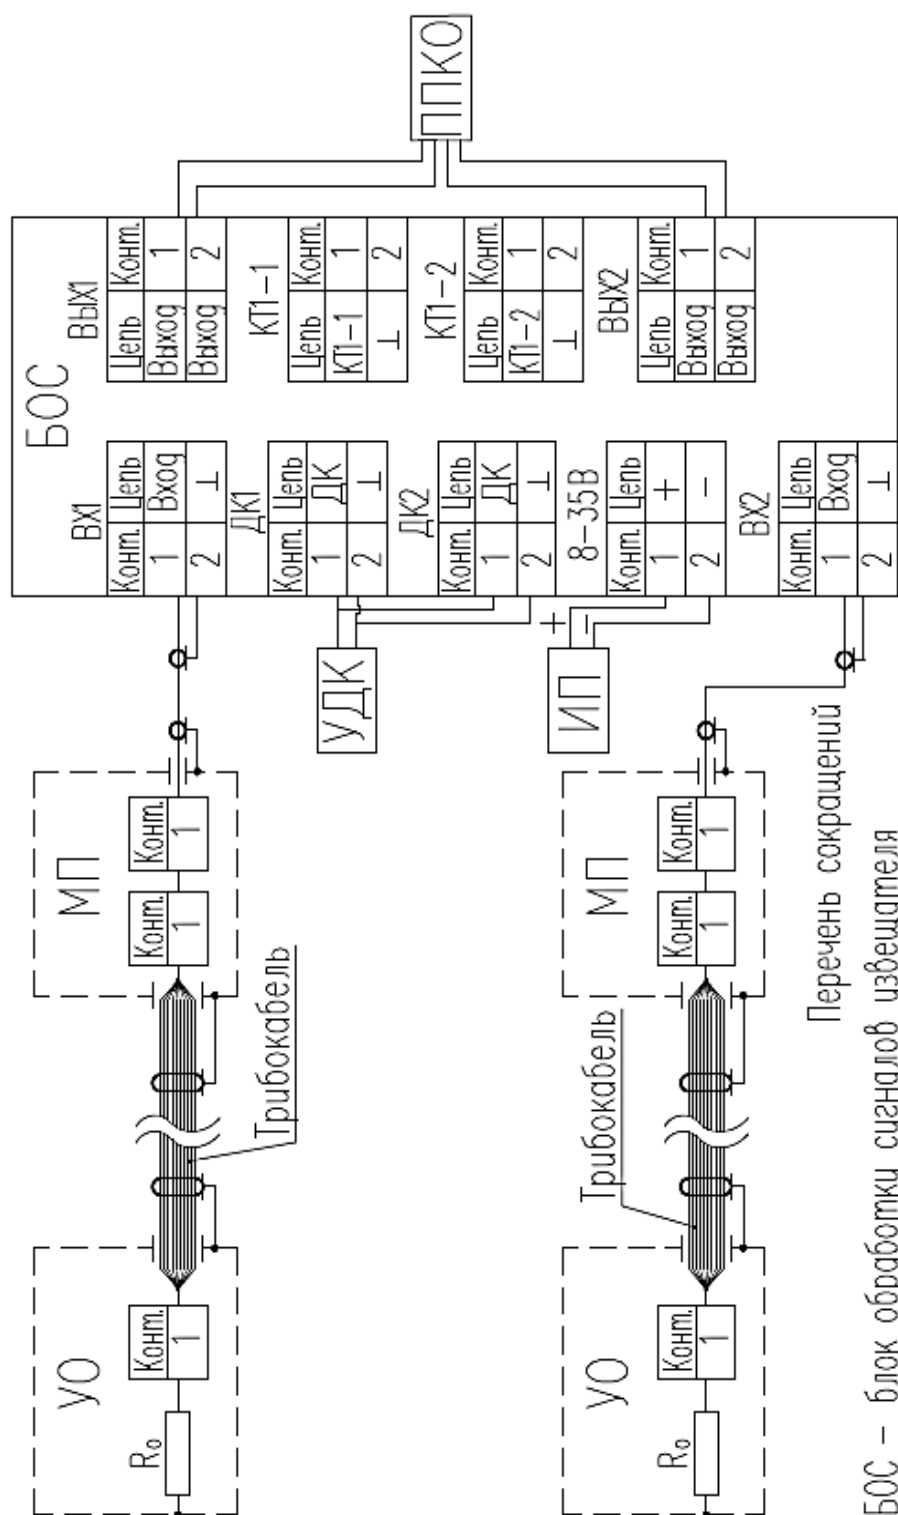 ППКО
БОС
ВХ1
Конт. Цепь
1 Вход
2 ⊥
ДК1
Конт. Цепь
1 ДК
2 ⊥
ДК2
Конт. Цепь
1 ДК
2 ⊥
8-35В
Конт. Цепь
1 +
2 -
ВХ2
Конт. Цепь
1 Вход
2 ⊥
ВЫХ1
Цепь Конт.
Выход 1
Выход 2
КТ1-1
Цепь Конт.
КТ1-1 1
⊥ 2
КТ1-2
Цепь Конт.
КТ1-2 1
⊥ 2
ВЫХ2
Цепь Конт.
Выход 1
Выход 2
УДК
ИП
+
-
МП
Конт.
1
Конт.
1
Трибокабель
УО
Конт.
1
R₀
МП
Конт.
1
Конт.
1
Трибокабель
УО
Конт.
1
R₀
Перечень сокращений
БОС - блок обработки сигналов извещателя